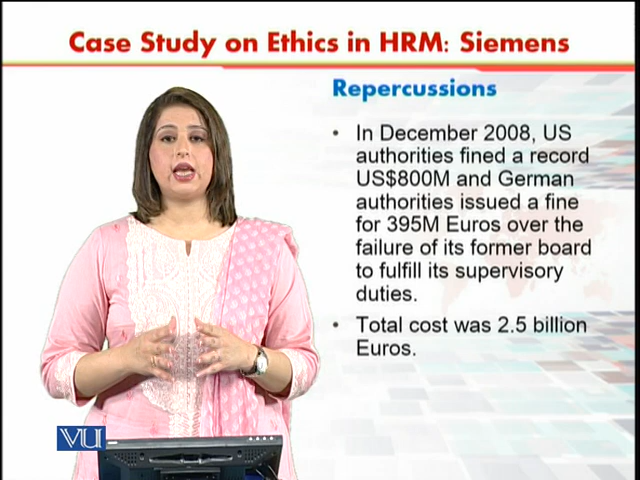 Case Study on Ethics in HRM: Siemens
Repercussions
• In December 2008, US
authorities fined a record
US$800M and German
authorities issued a fine
for 395M Euros over the
failure of its former board
to fulfill its supervisory
duties.
• Total cost was 2.5 billion
Euros.
VU